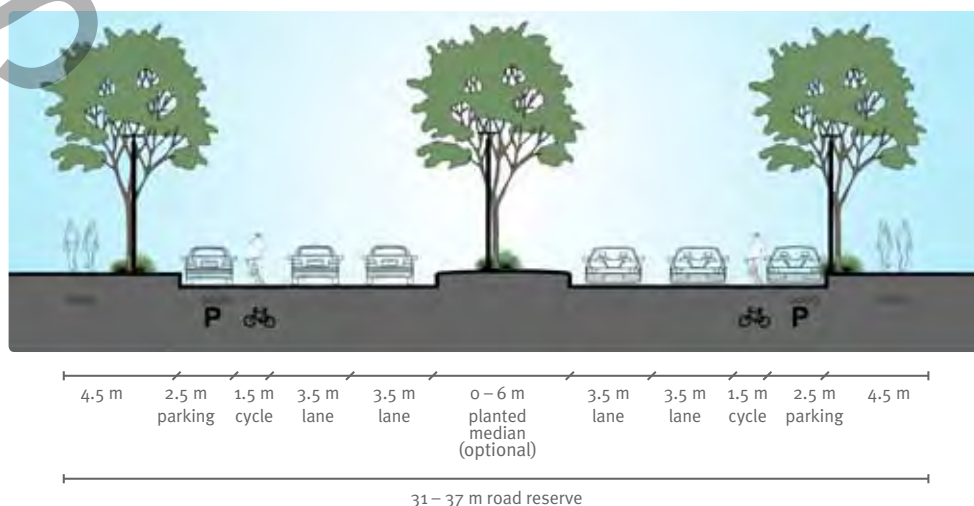 P
P
4.5 m
2.5 m
parking
1.5 m
cycle
3.5 m
lane
3.5 m
lane
0 – 6 m
planted
median
(optional)
3.5 m
lane
3.5 m
lane
1.5 m
cycle
2.5 m
parking
4.5 m
31 – 37 m road reserve